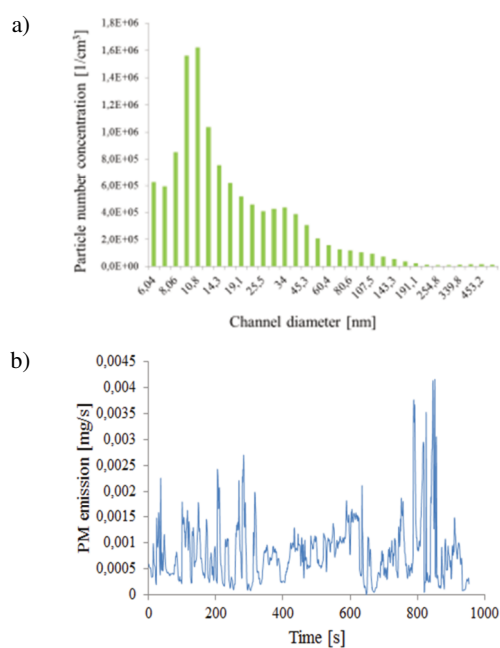 a)
Particle number concentration [1/cm³]
1,8E+06
1,6E+06
1,4E+06
1,2E+06
1,0E+06
8,0E+05
6,0E+05
4,0E+05
2,0E+05
0,0E+00
6,04 8,06 10,8 14,3 19,1 25,5 34 45,3 60,4 80,6 107,5 143,3 191,1 254,8 339,8 453,2
Channel diameter [nm]
b)
PM emission [mg/s]
0,0045
0,004
0,0035
0,003
0,0025
0,002
0,0015
0,001
0,0005
0
0 200 400 600 800 1000
Time [s]